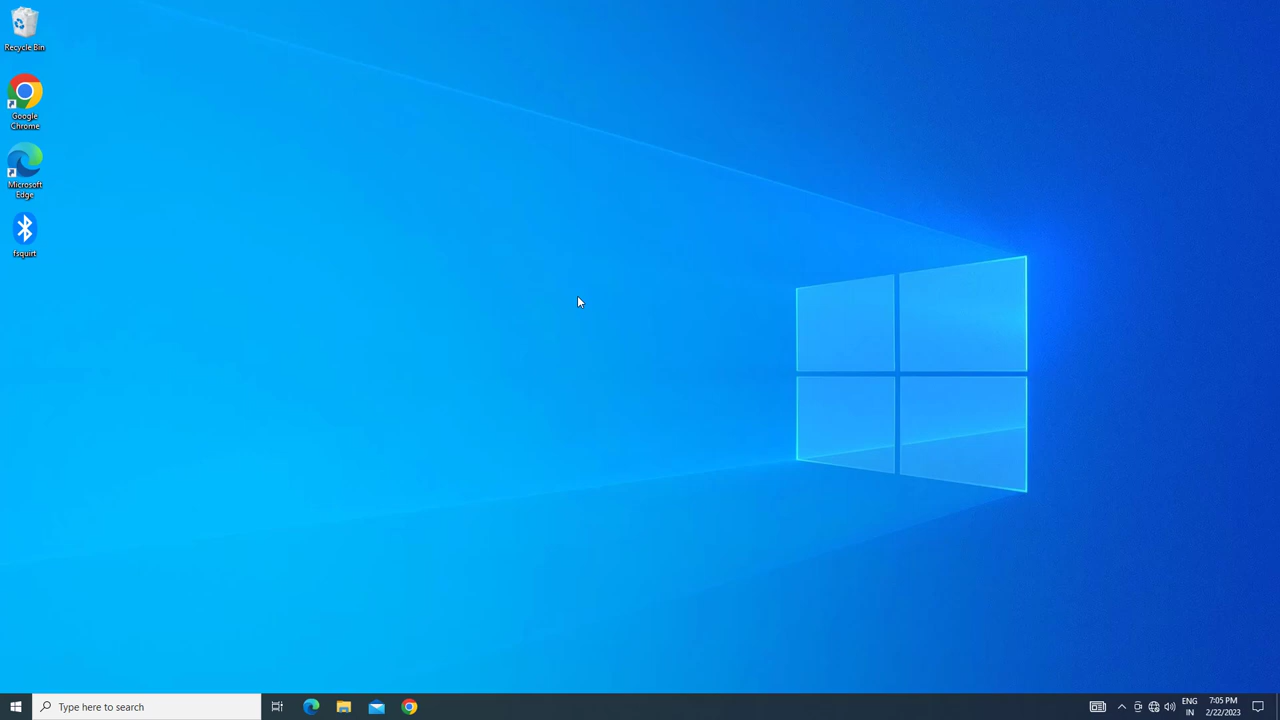 Recycle Bin
Google
Chrome
Microsoft
Edge
fsquirt
Type here to search
ENG
IN
7:05 PM
2/22/2023